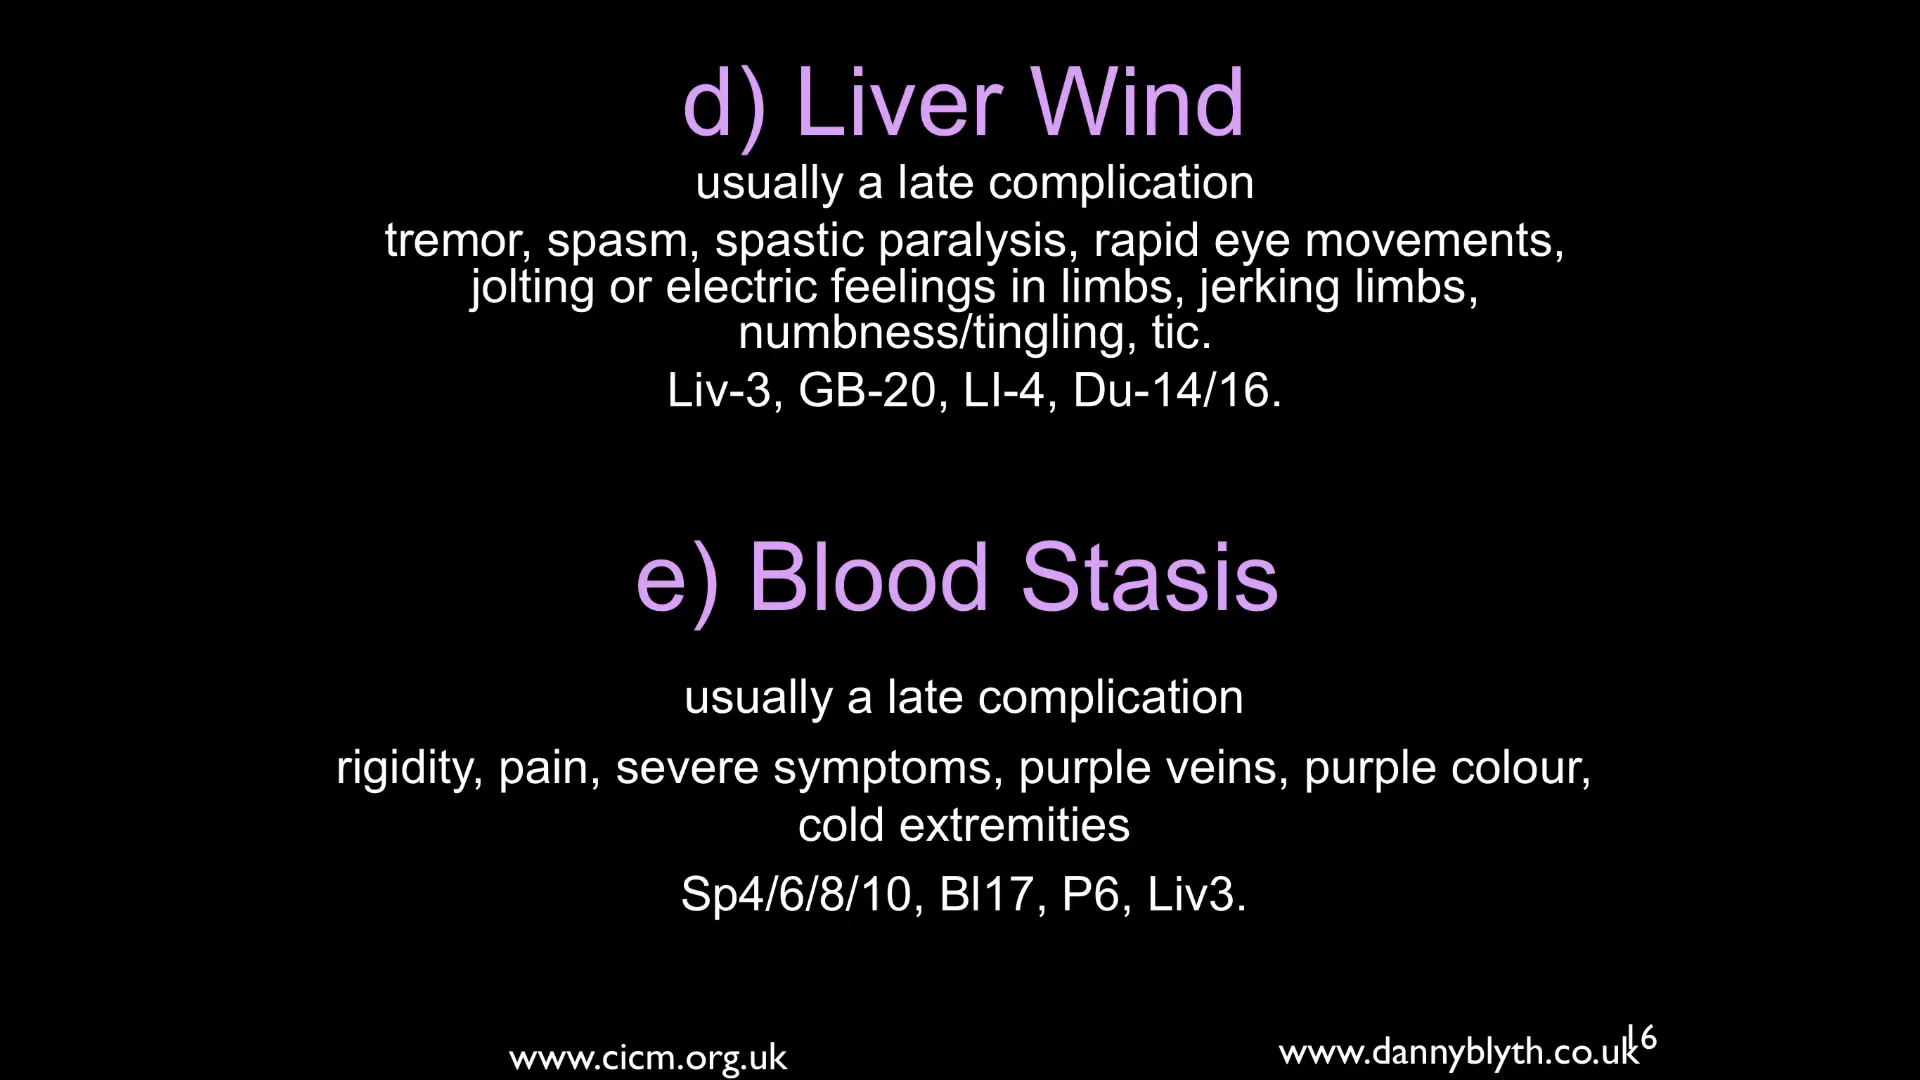 d) Liver Wind
usually a late complication
tremor, spasm, spastic paralysis, rapid eye movements,
jolting or electric feelings in limbs, jerking limbs,
numbness/tingling, tic.
Liv-3, GB-20, LI-4, Du-14/16.
e) Blood Stasis
usually a late complication
rigidity, pain, severe symptoms, purple veins, purple colour,
cold extremities
Sp4/6/8/10, Bl17, P6, Liv3.
www.cicm.org.uk
www.dannyblyth.co.uk
16